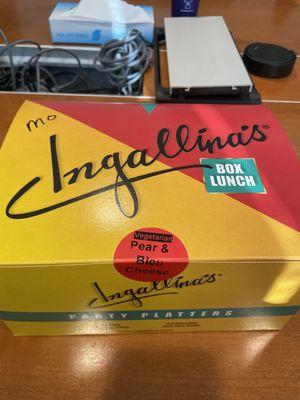 Mo
Ingallina's®
BOX
LUNCH
Vegetarian
Pear &
Bleu
Cheese
Ingallina's®
PARTY PLATTERS